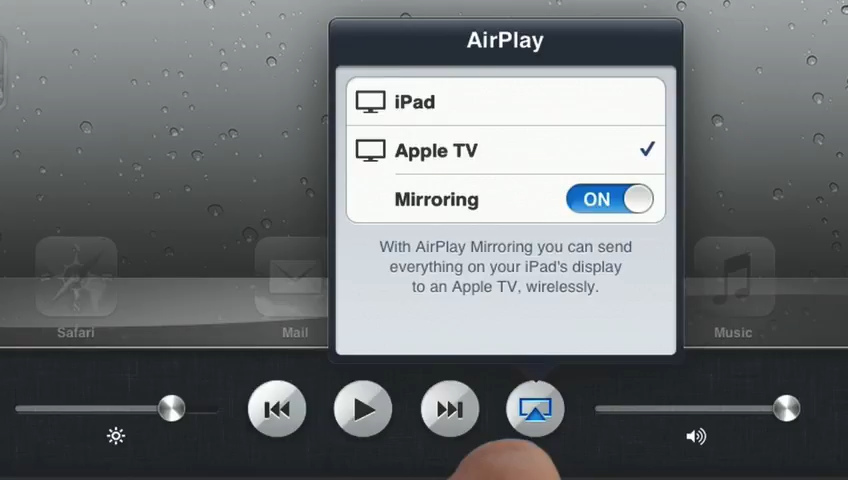 AirPlay
iPad
Apple TV
Mirroring
ON
With AirPlay Mirroring you can send
everything on your iPad's display
to an Apple TV, wirelessly.
Safari
Mail
Music